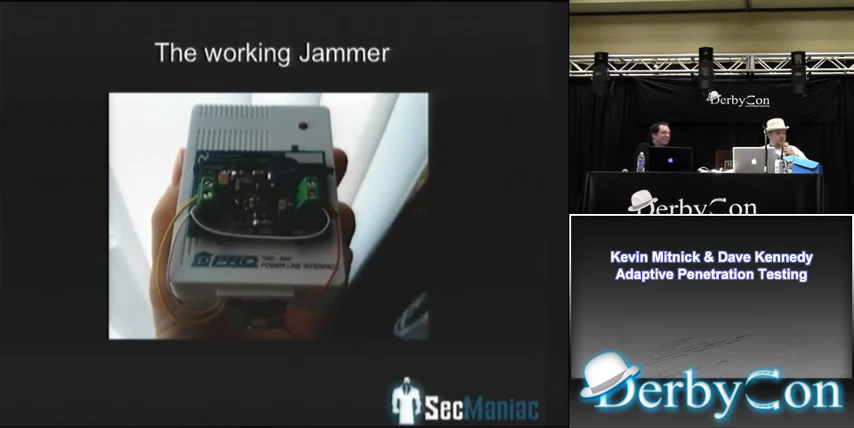 The working Jammer
PRO
POWER LINE INTERFACE
SecManiac
DerbyCon
DerbyCon
Kevin Mitnick & Dave Kennedy
Adaptive Penetration Testing
DerbyCon